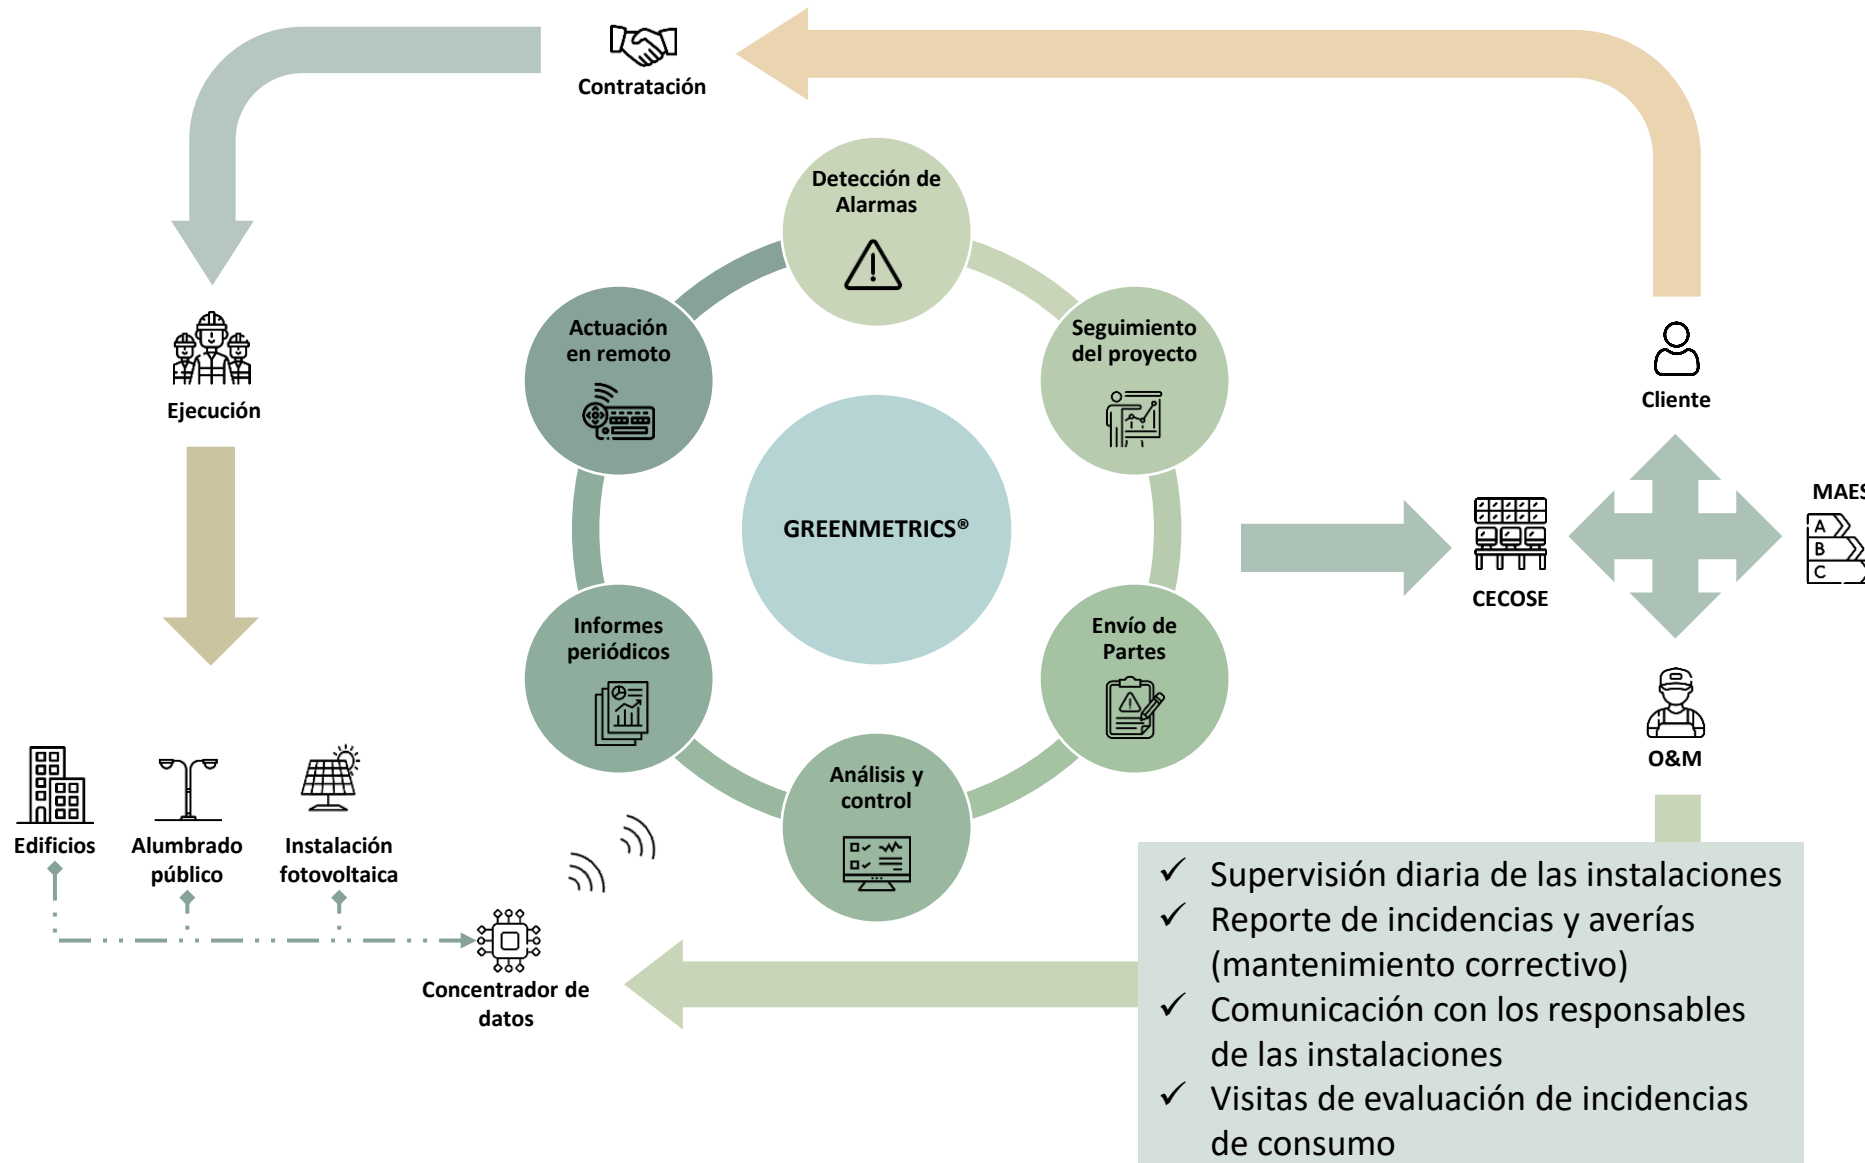 Contratación
Detección de
Alarmas
Actuación
en remoto
Seguimiento
del proyecto
Ejecución
Cliente
GREENMETRICS®
MAES
A
B
C
CECOSE
Informes
periódicos
Envío de
Partes
O&M
Análisis y
control
Edificios
Alumbrado
público
Instalación
fotovoltaica
Concentrador de
datos
✓ Supervisión diaria de las instalaciones
✓ Reporte de incidencias y averías
(mantenimiento correctivo)
✓ Comunicación con los responsables
de las instalaciones
✓ Visitas de evaluación de incidencias
de consumo